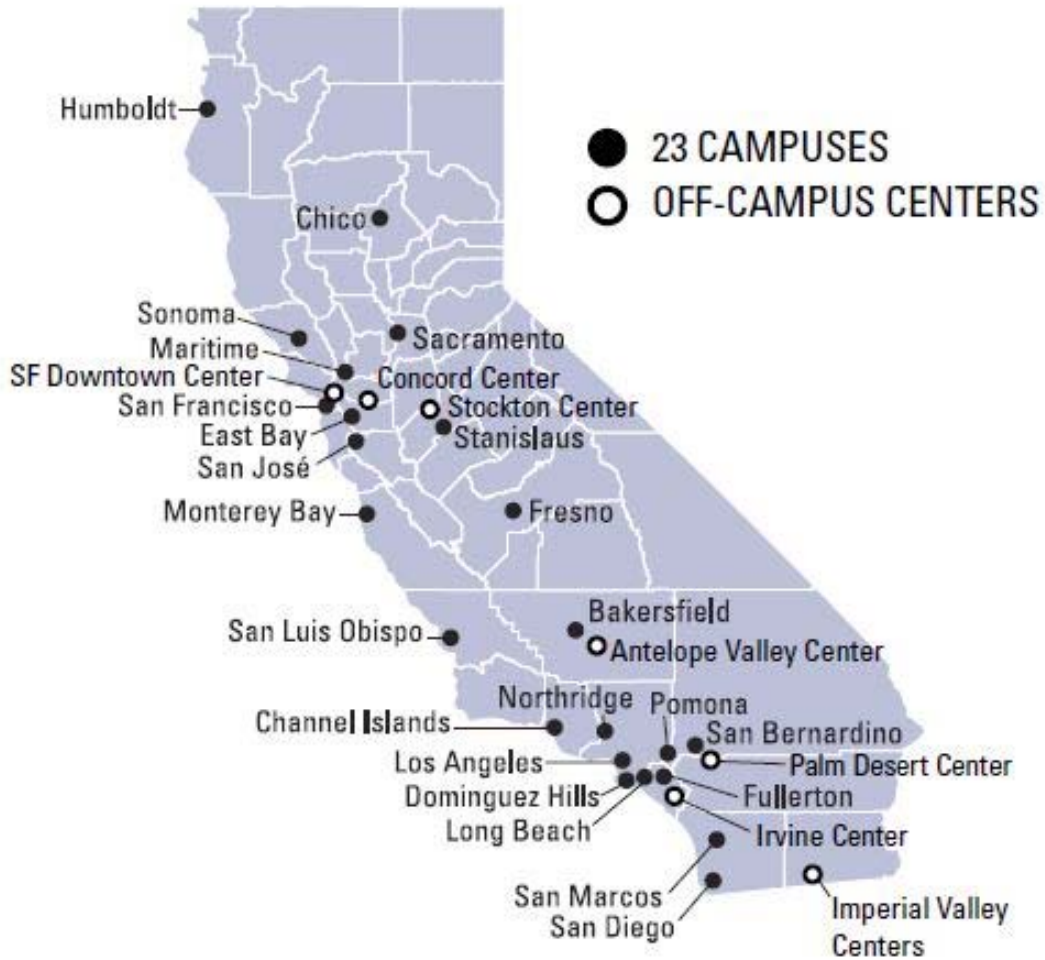 Humboldt
23 CAMPUSES
OFF-CAMPUS CENTERS
Chico
Sonoma
Sacramento
Maritime
SF Downtown Center
Concord Center
San Francisco
Stockton Center
East Bay
Stanislaus
San José
Monterey Bay
Fresno
Bakersfield
San Luis Obispo
Antelope Valley Center
Northridge
Pomona
Channel Islands
San Bernardino
Los Angeles
Palm Desert Center
Dominguez Hills
Fullerton
Long Beach
Irvine Center
San Marcos
San Diego
Imperial Valley
Centers